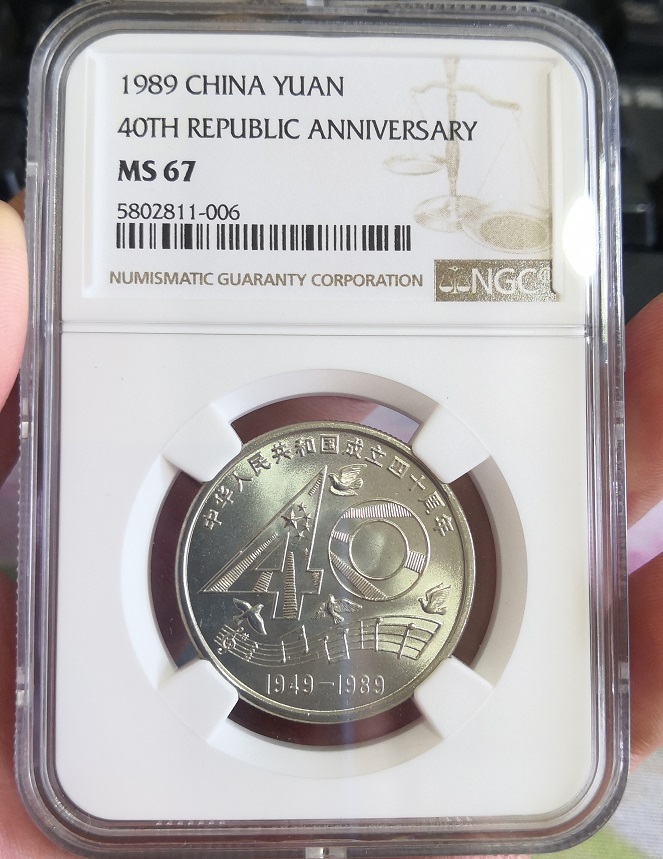 1989 CHINA YUAN
40TH REPUBLIC ANNIVERSARY
MS 67
5802811-006
NUMISMATIC GUARANTY CORPORATION
NGC
中华人民共和国成立四十周年
40
1949-1989